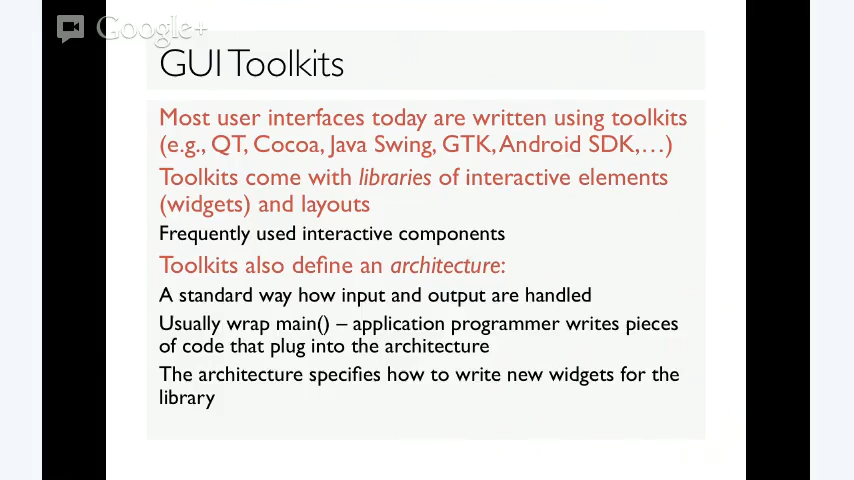 Google+
GUI Toolkits
Most user interfaces today are written using toolkits
(e.g., QT, Cocoa, Java Swing, GTK, Android SDK,…)
Toolkits come with libraries of interactive elements
(widgets) and layouts
Frequently used interactive components
Toolkits also define an architecture:
A standard way how input and output are handled
Usually wrap main() – application programmer writes pieces
of code that plug into the architecture
The architecture specifies how to write new widgets for the
library